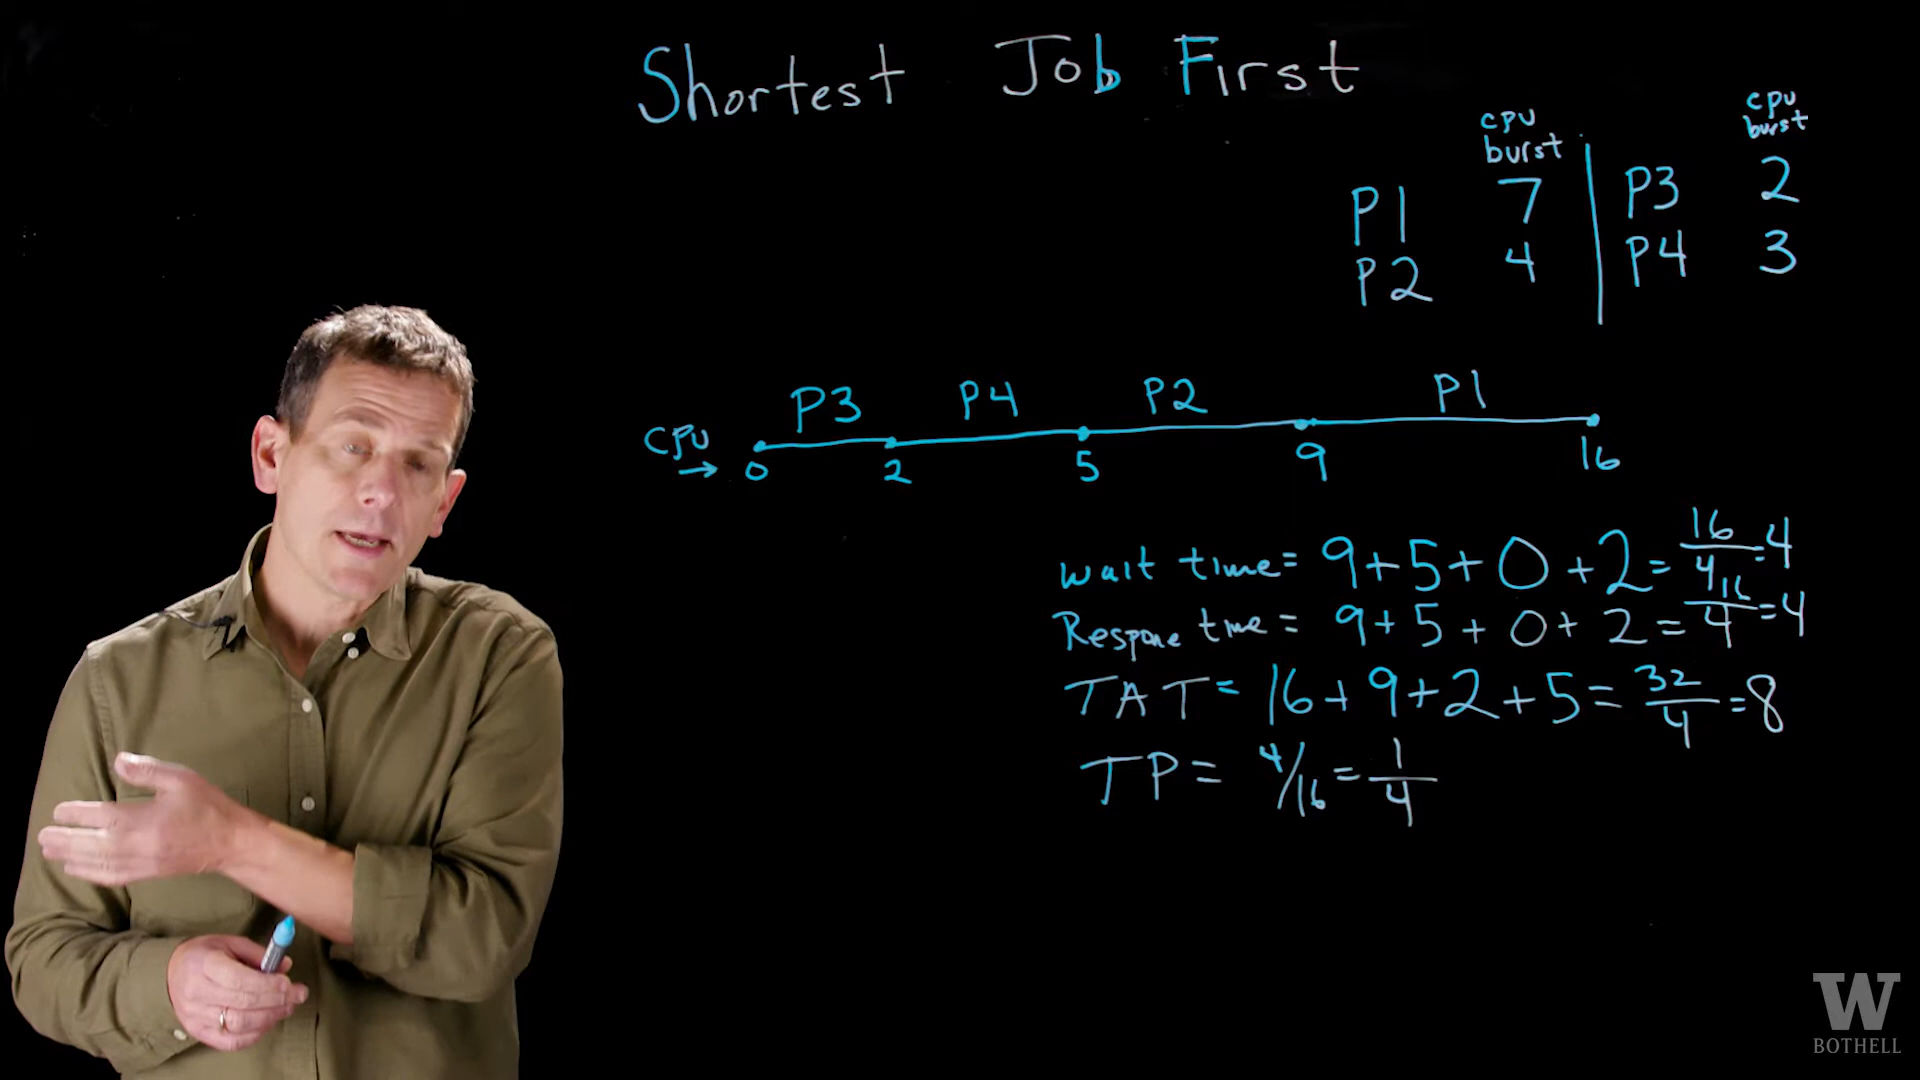 Shortest Job First
cpu burst
cpu burst
P1 7
P3 2
P2 4
P4 3
P3 P4 P2 P1
CPU → 0 2 5 9 16
wait time = 9+5+0+2 = 16/4 = 4
Respone tme = 9+5+0+2 = 16/4 = 4
TAT = 16+9+2+5 = 32/4 = 8
TP = 4/16 = 1/4
W
BOTHELL